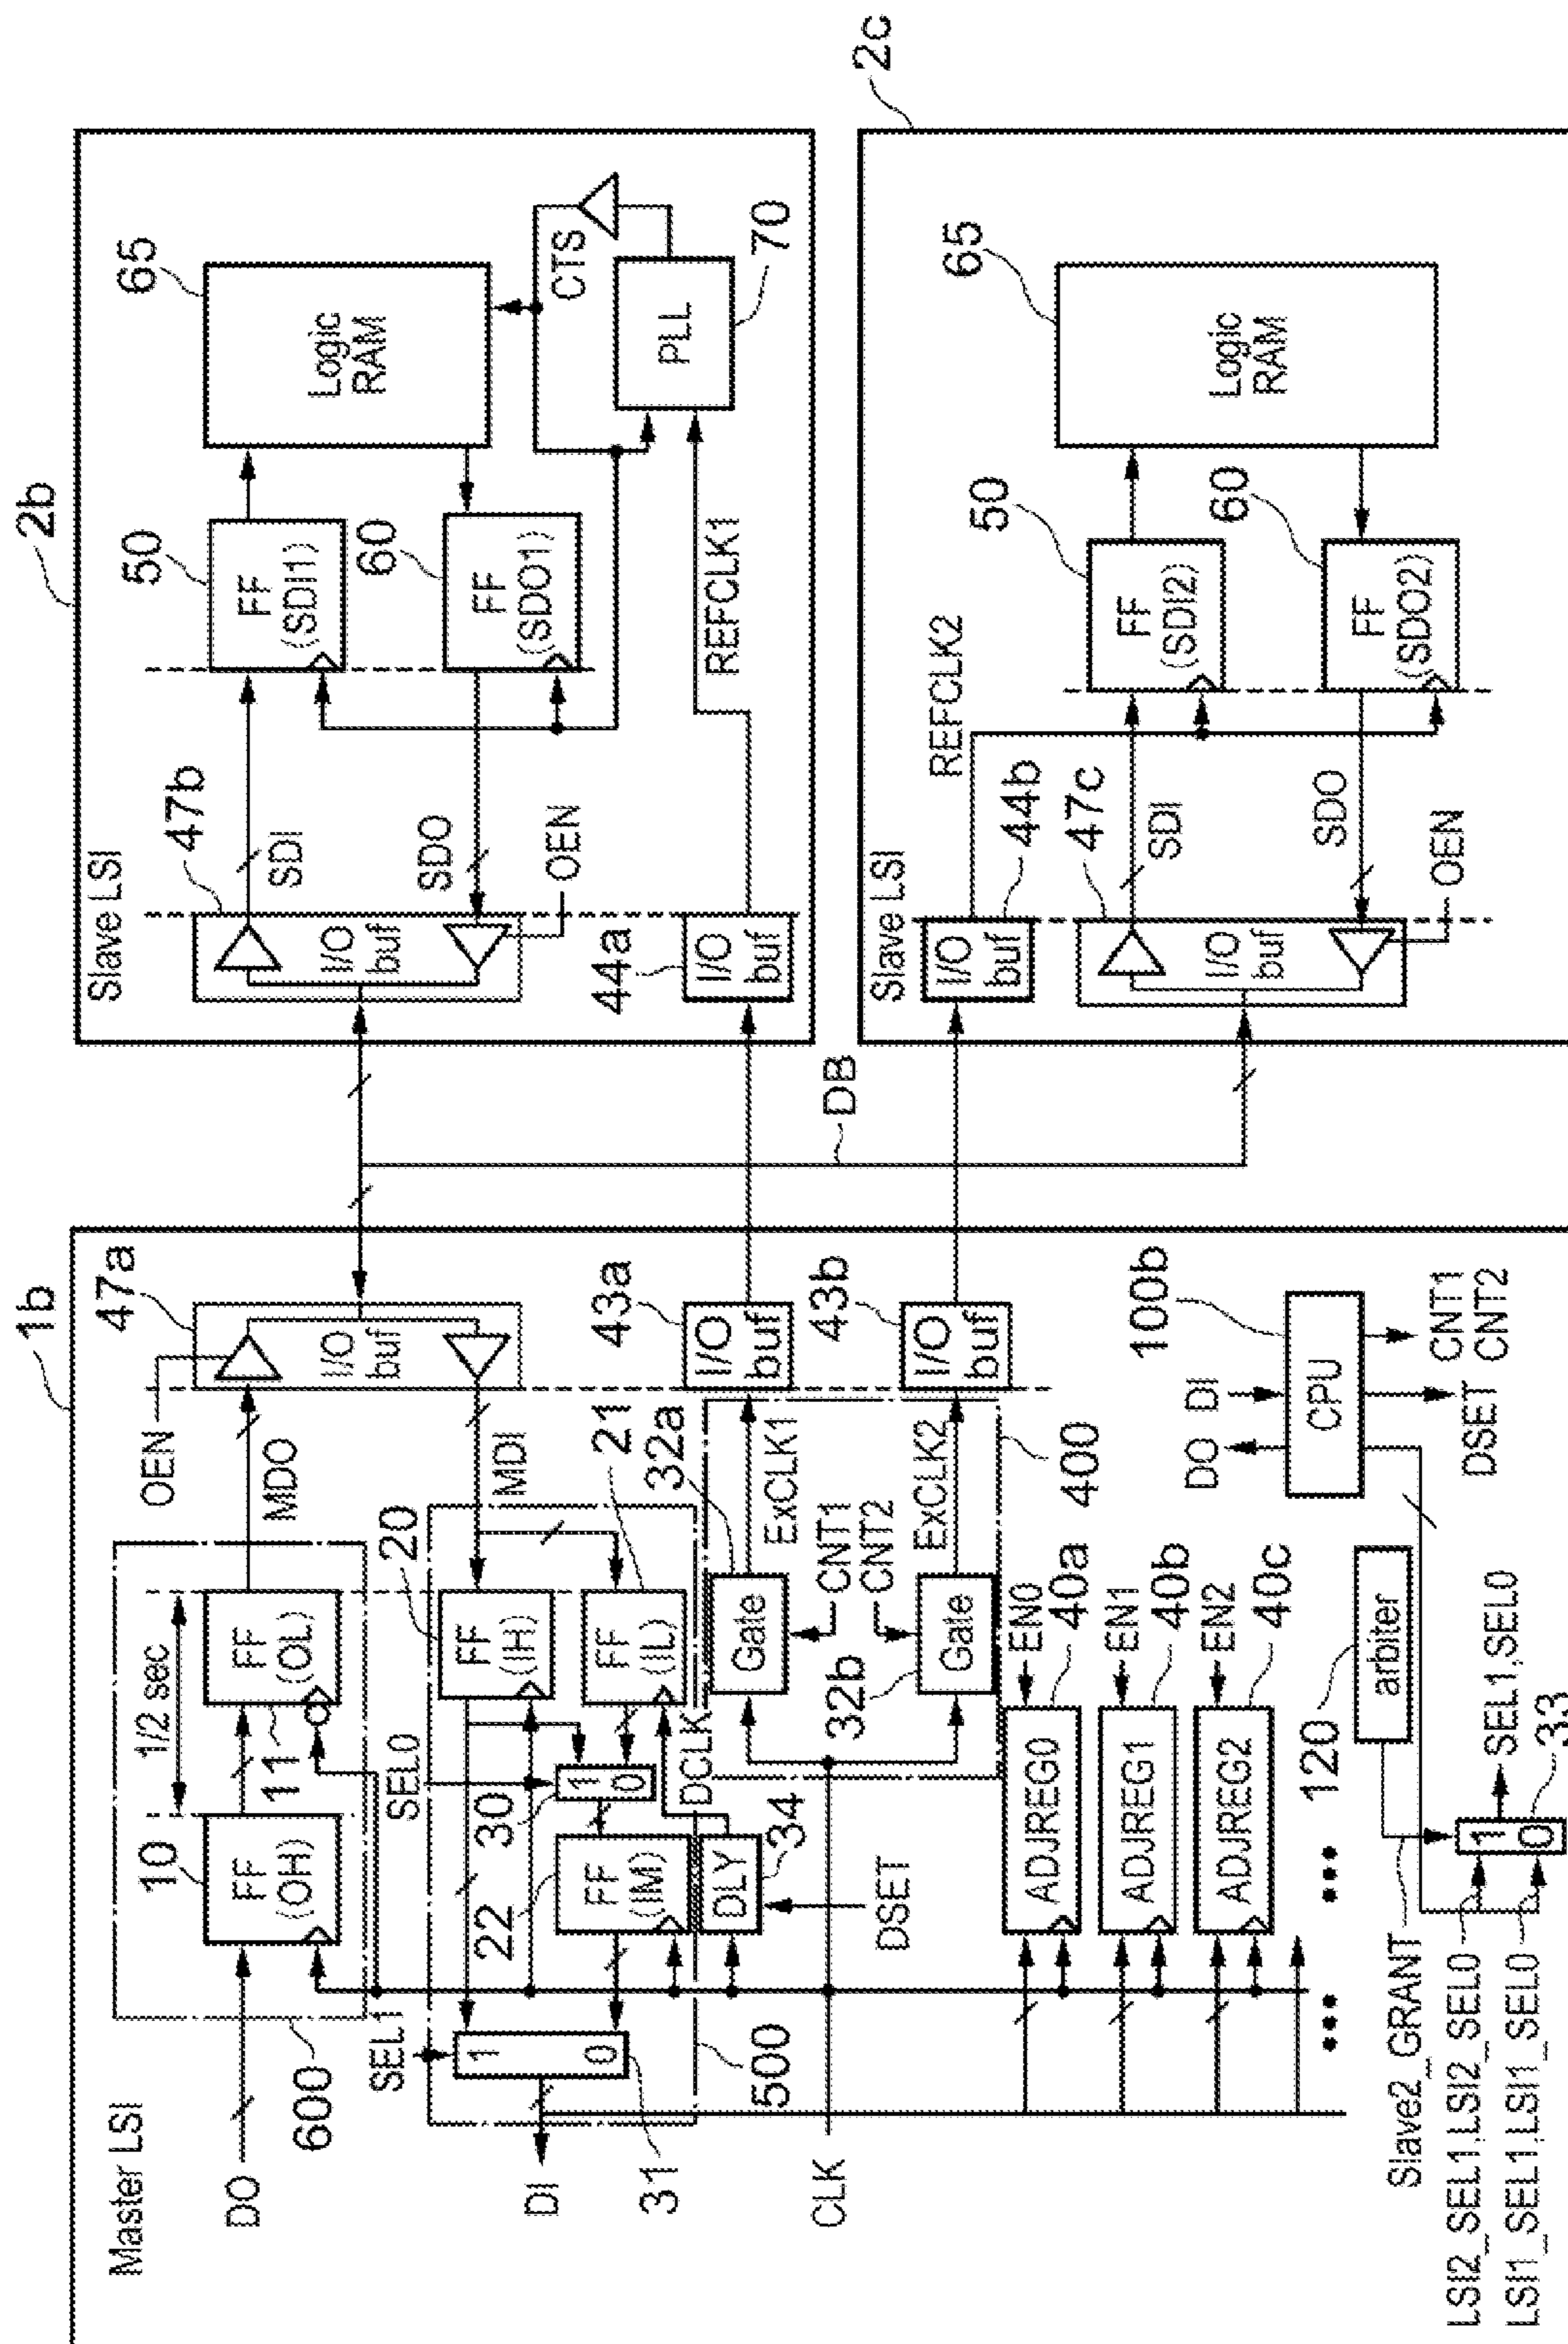 1b
Master LSI
DO
600
10
FF
(OH)
1/2 sec
11
FF
(OL)
MDO
OEN
47a
I/O
buf
SEL1
1
0
31
DI
500
SEL0
20
FF
(IH)
MDI
21
FF
(IL)
30
1
0
22
FF
(IM)
DCLK
DLY
34
DSET
CLK
32a
Gate
ExCLK1
CNT1
CNT2
32b
Gate
ExCLK2
400
43a
I/O
buf
43b
I/O
buf
ADJREG0
EN0
40a
ADJREG1
EN1
40b
ADJREG2
EN2
40c
100b
CPU
DO
DI
CNT1
CNT2
DSET
120
arbiter
Slave2_GRANT
LSI2_SEL1,LSI2_SEL0
LSI1_SEL1,LSI1_SEL0
1
0
SEL1,SEL0
33
DB
2b
Slave LSI
47b
I/O
buf
SDI
SDO
OEN
50
FF
(SDI1)
60
FF
(SDO1)
65
Logic
RAM
CTS
PLL
70
REFCLK1
44a
I/O
buf
2c
Slave LSI
I/O
buf
44b
REFCLK2
47c
I/O
buf
SDI
SDO
OEN
50
FF
(SDI2)
60
FF
(SDO2)
65
Logic
RAM